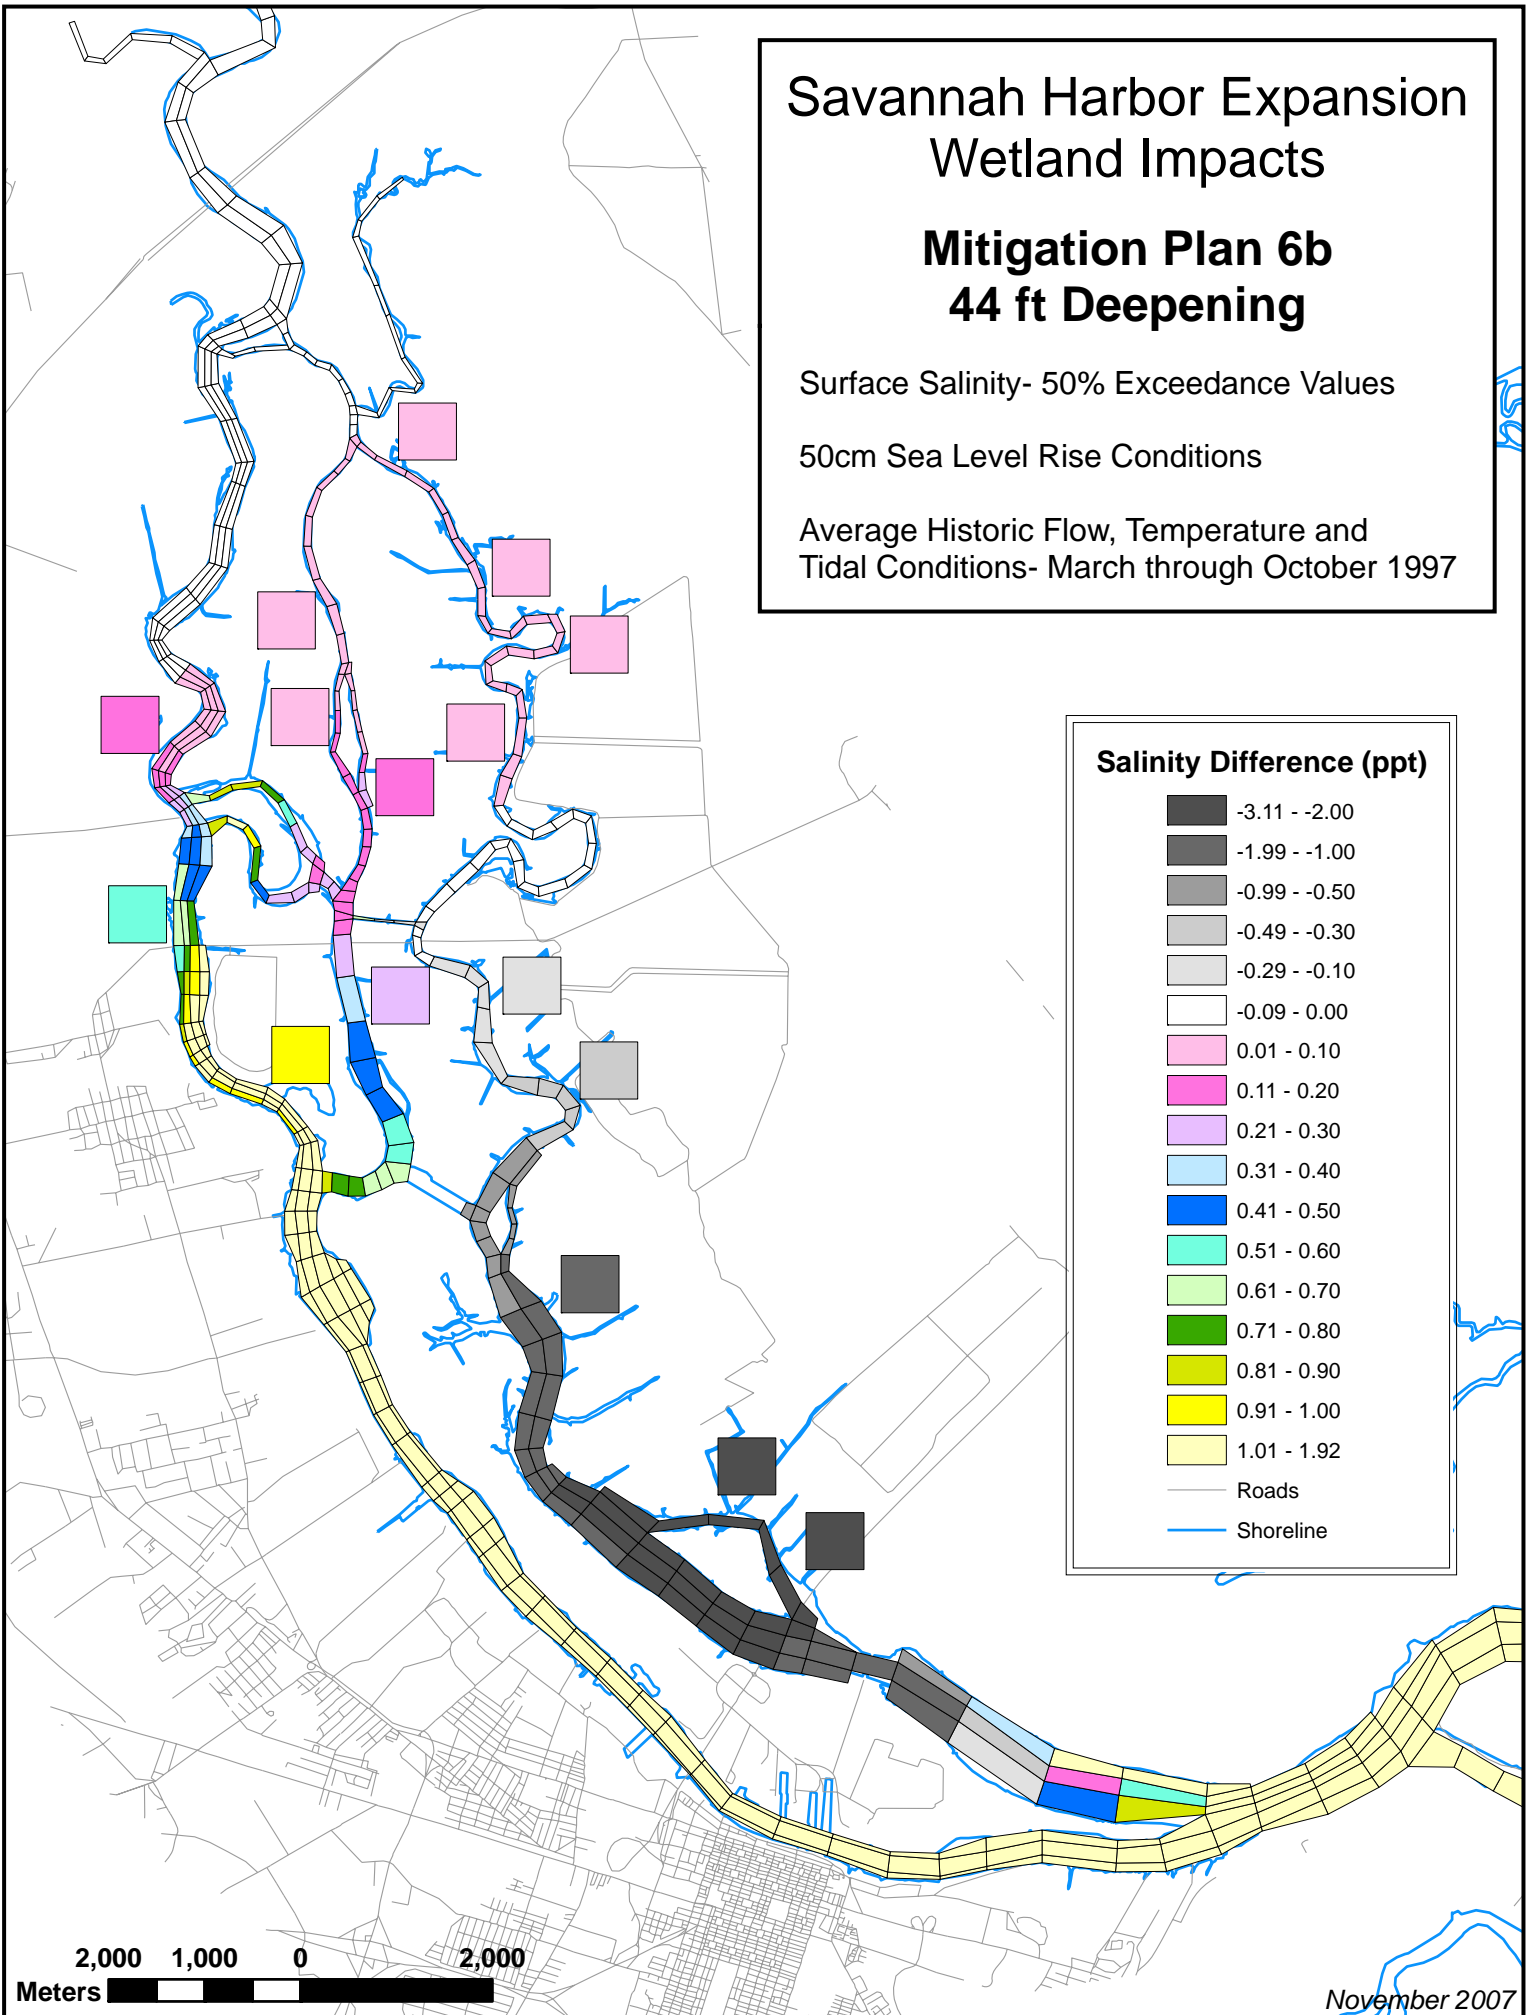 Savannah Harbor Expansion
Wetland Impacts
Mitigation Plan 6b
44 ft Deepening
Surface Salinity- 50% Exceedance Values
50cm Sea Level Rise Conditions
Average Historic Flow, Temperature and
Tidal Conditions- March through October 1997
Salinity Difference (ppt)
-3.11 - -2.00
-1.99 - -1.00
-0.99 - -0.50
-0.49 - -0.30
-0.29 - -0.10
-0.09 - 0.00
0.01 - 0.10
0.11 - 0.20
0.21 - 0.30
0.31 - 0.40
0.41 - 0.50
0.51 - 0.60
0.61 - 0.70
0.71 - 0.80
0.81 - 0.90
0.91 - 1.00
1.01 - 1.92
Roads
Shoreline
2,000 1,000 0 2,000
Meters
November 2007